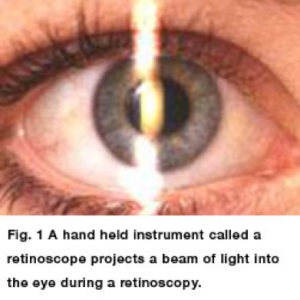 Fig. 1 A hand held instrument called a
retinoscope projects a beam of light into
the eye during a retinoscopy.